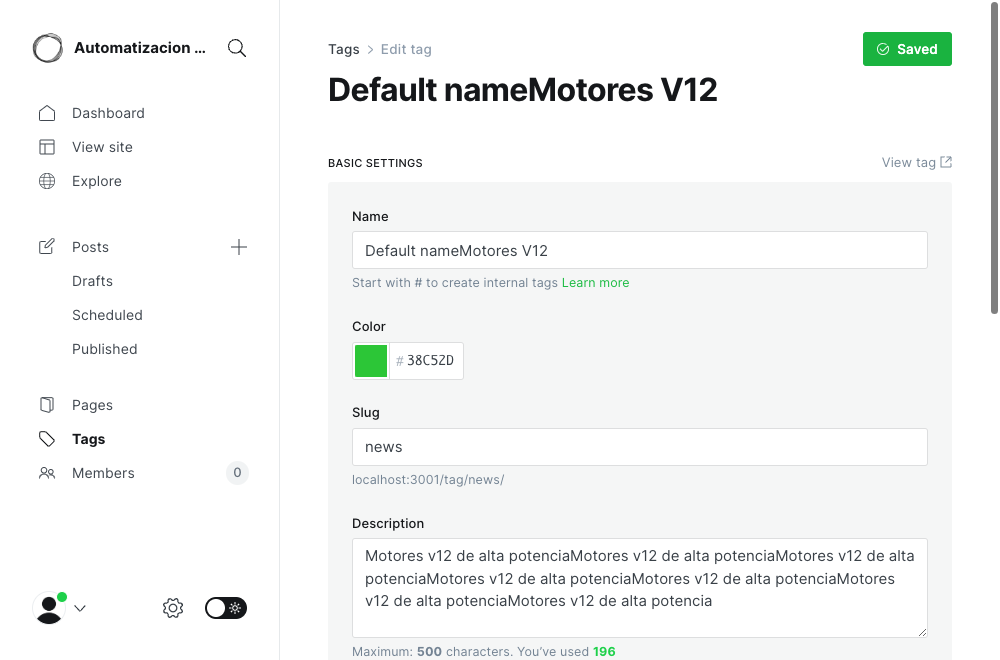 Automatizacion ...
Dashboard
View site
Explore
Posts
Drafts
Scheduled
Published
Pages
Tags
Members
0
Tags > Edit tag
Saved
Default nameMotores V12
BASIC SETTINGS
View tag
Name
Default nameMotores V12
Start with # to create internal tags Learn more
Color
# 38C52D
Slug
news
localhost:3001/tag/news/
Description
Motores v12 de alta potenciaMotores v12 de alta potenciaMotores v12 de alta
potenciaMotores v12 de alta potenciaMotores v12 de alta potenciaMotores
v12 de alta potenciaMotores v12 de alta potencia
Maximum: 500 characters. You've used 196